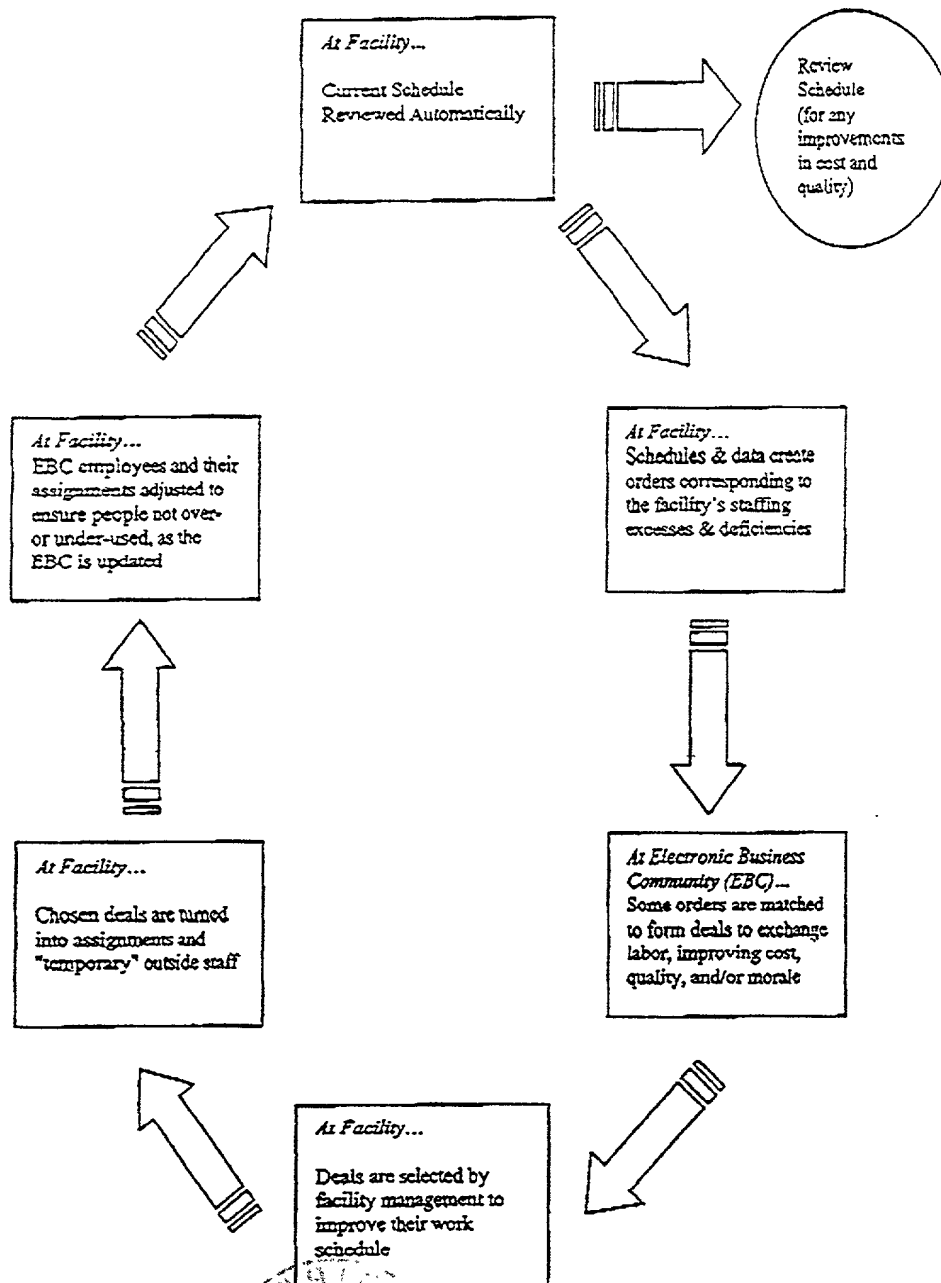 At Facility...
Current Schedule
Reviewed Automatically
Review
Schedule
(for any
improvements
in cost and
quality)
At Facility...
Schedules & data create
orders corresponding to
the facility's staffing
excesses & deficiencies
At Electronic Business
Community (EBC)...
Some orders are matched
to form deals to exchange
labor, improving cost,
quality, and/or morale
At Facility...
Deals are selected by
facility management to
improve their work
schedule
At Facility...
Chosen deals are turned
into assignments and
"temporary" outside staff
At Facility...
EBC employees and their
assignments adjusted to
ensure people not over-
or under-used, as the
EBC is updated